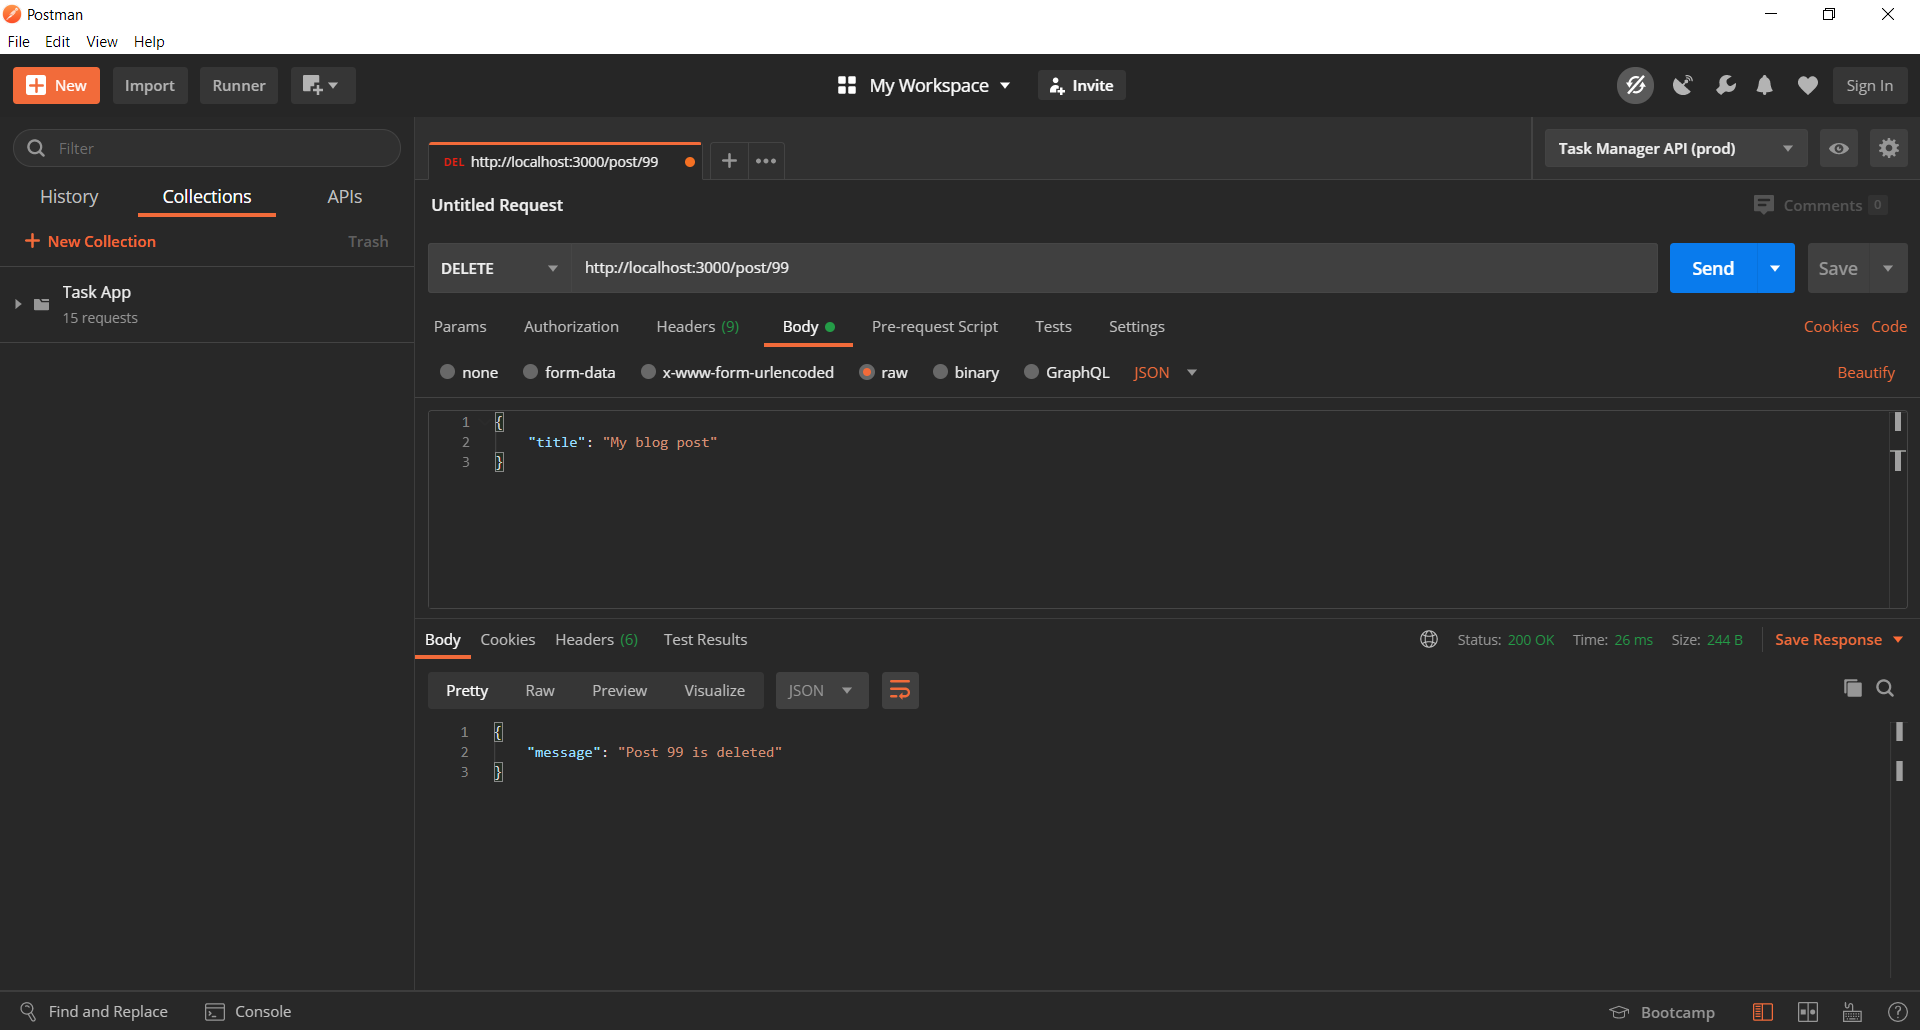 Postman
File Edit View Help
New Import Runner My Workspace Invite Sign In
Filter
History Collections APIs
New Collection Trash
Task App
15 requests
DEL http://localhost:3000/post/99
Task Manager API (prod)
Untitled Request Comments 0
DELETE http://localhost:3000/post/99 Send Save
Params Authorization Headers (9) Body Pre-request Script Tests Settings Cookies Code
none form-data x-www-form-urlencoded raw binary GraphQL JSON Beautify
1 {
2 "title": "My blog post"
3 }
Body Cookies Headers (6) Test Results Status: 200 OK Time: 26 ms Size: 244 B Save Response
Pretty Raw Preview Visualize JSON
1 {
2 "message": "Post 99 is deleted"
3 }
Find and Replace Console Bootcamp